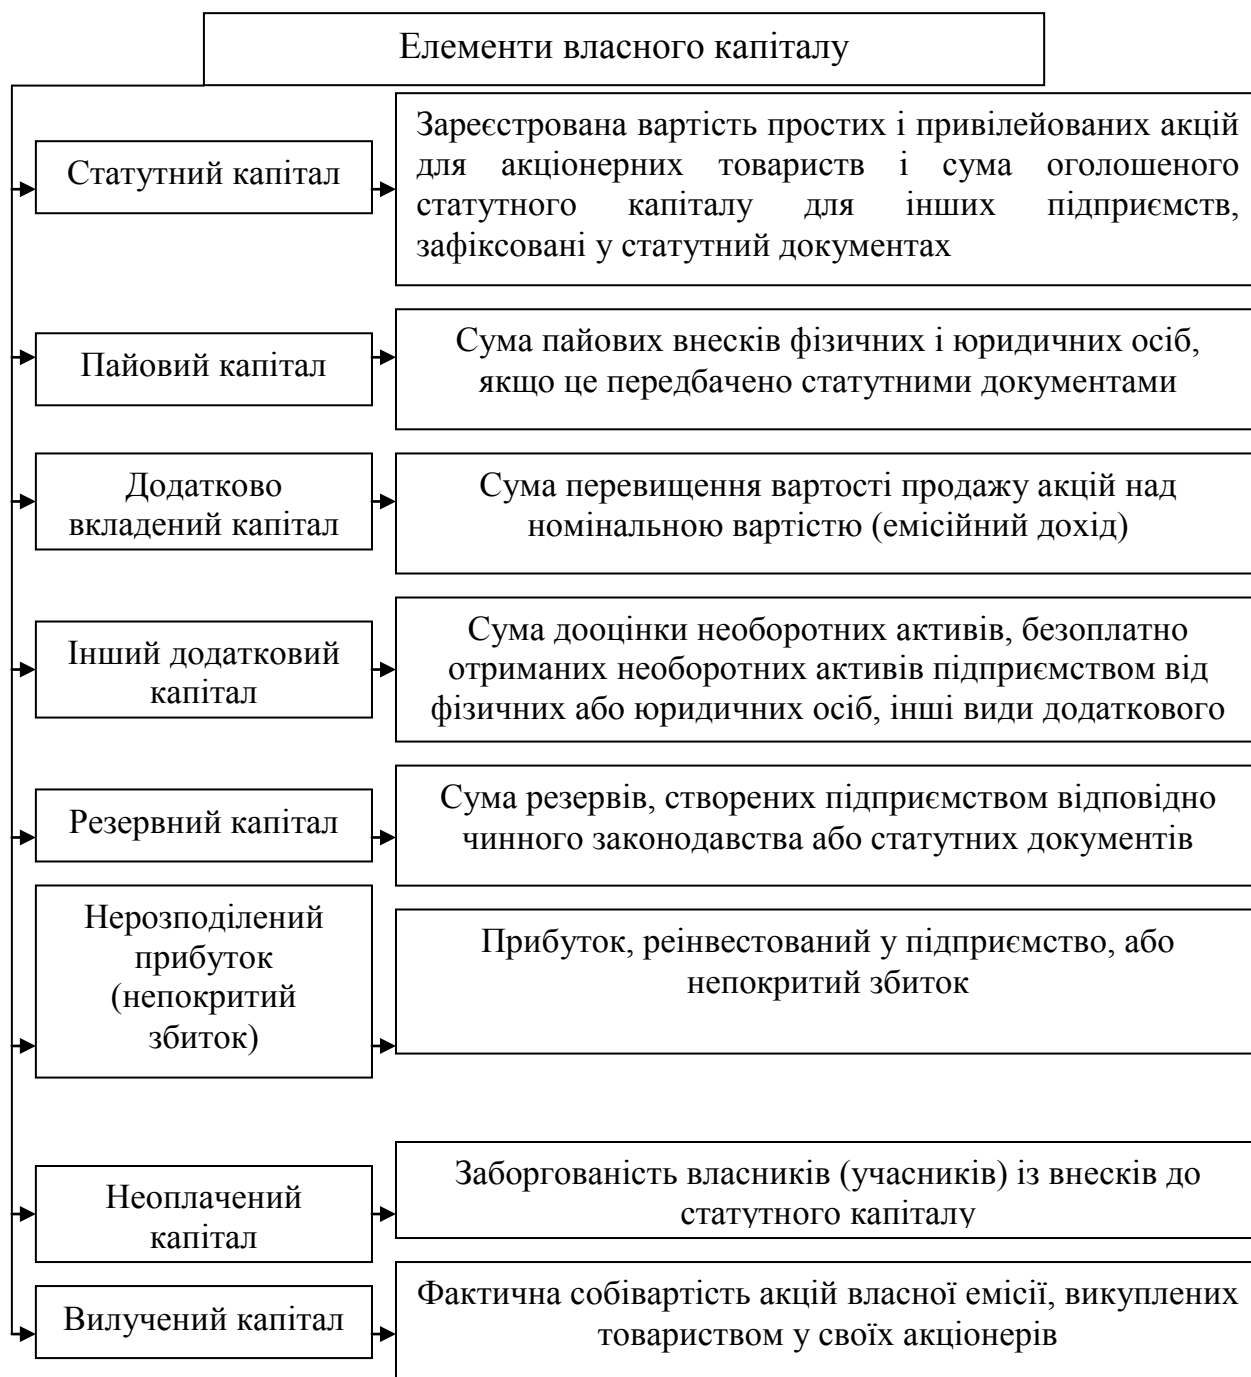 Елементи власного капіталу
Статутний капітал
Зареєстрована вартість простих і привілейованих акцій
для акціонерних товариств і сума оголошеного
статутного капіталу для інших підприємств,
зафіксовані у статутний документах
Пайовий капітал
Сума пайових внесків фізичних і юридичних осіб,
якщо це передбачено статутними документами
Додатково
вкладений капітал
Сума перевищення вартості продажу акцій над
номінальною вартістю (емісійний дохід)
Інший додатковий
капітал
Сума дооцінки необоротних активів, безоплатно
отриманих необоротних активів підприємством від
фізичних або юридичних осіб, інші види додаткового
Резервний капітал
Сума резервів, створених підприємством відповідно
чинного законодавства або статутних документів
Нерозподілений
прибуток
(непокритий
збиток)
Прибуток, реінвестований у підприємство, або
непокритий збиток
Неоплачений
капітал
Заборгованість власників (учасників) із внесків до
статутного капіталу
Вилучений капітал
Фактична собівартість акцій власної емісії, викуплених
товариством у своїх акціонерів